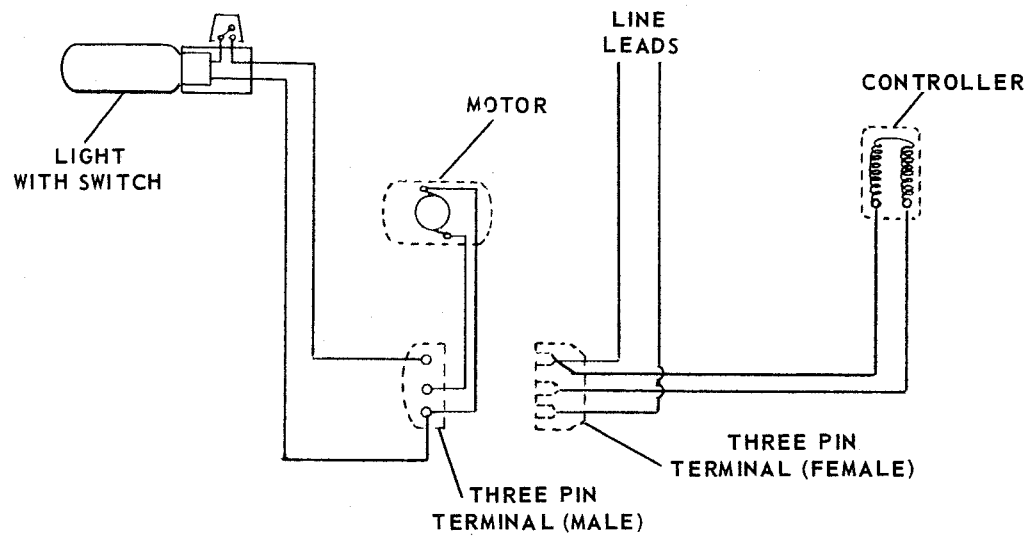 LINE
LEADS
CONTROLLER
MOTOR
LIGHT
WITH SWITCH
THREE PIN
TERMINAL (FEMALE)
THREE PIN
TERMINAL (MALE)